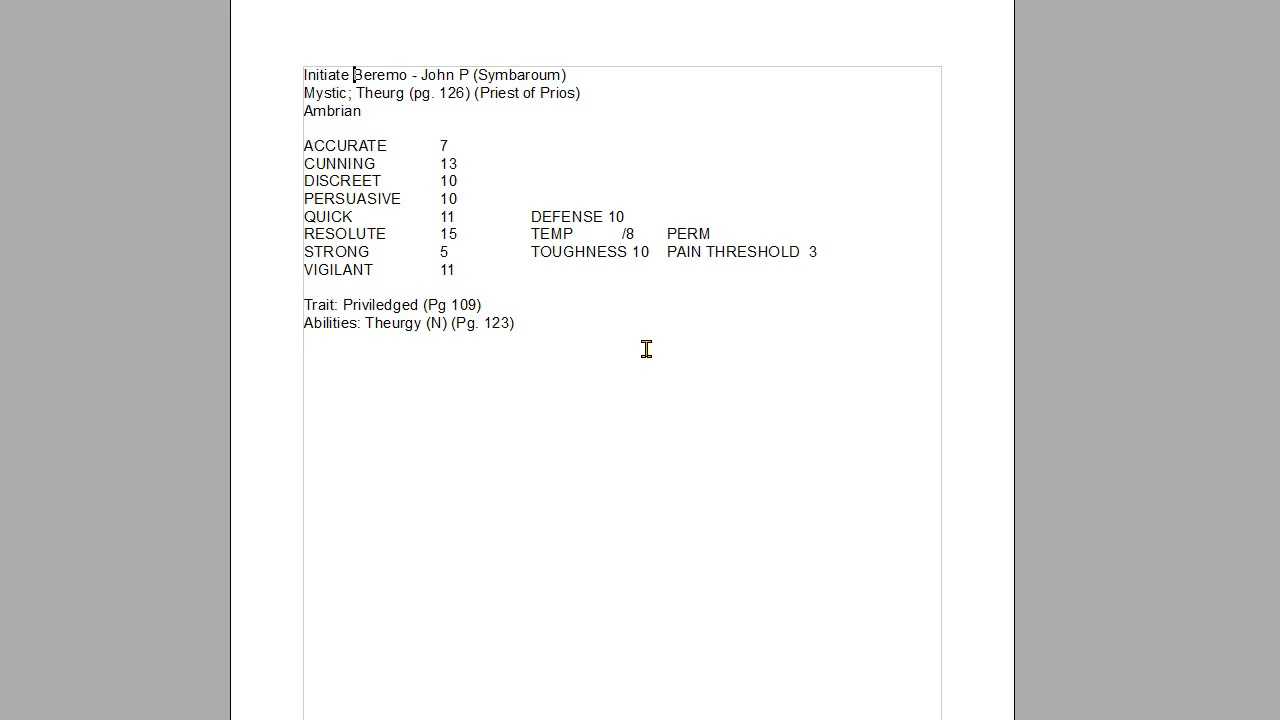 Initiate Beremo - John P (Symbaroum)
Mystic; Theurg (pg. 126) (Priest of Prios)
Ambrian
ACCURATE 7
CUNNING 13
DISCREET 10
PERSUASIVE 10
QUICK 11 DEFENSE 10
RESOLUTE 15 TEMP /8 PERM
STRONG 5 TOUGHNESS 10 PAIN THRESHOLD 3
VIGILANT 11
Trait: Priviledged (Pg 109)
Abilities: Theurgy (N) (Pg. 123)